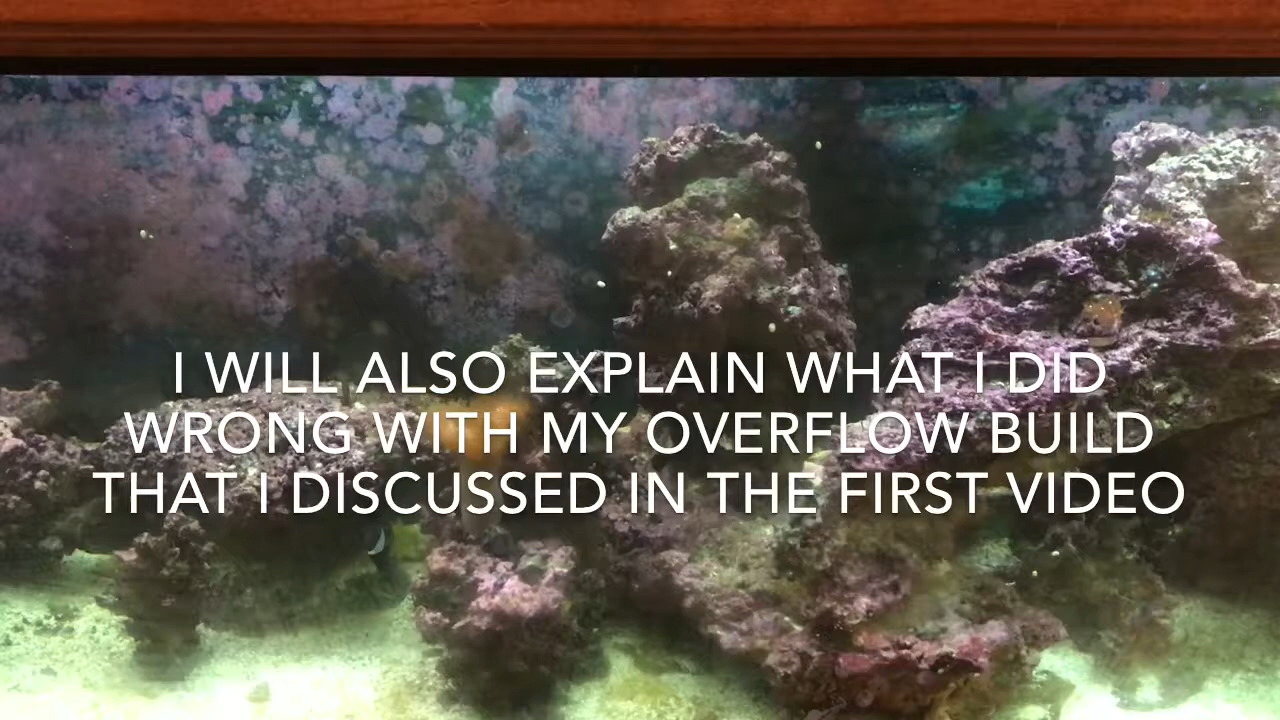 I WILL ALSO EXPLAIN WHAT I DID
WRONG WITH MY OVERFLOW BUILD
THAT I DISCUSSED IN THE FIRST VIDEO